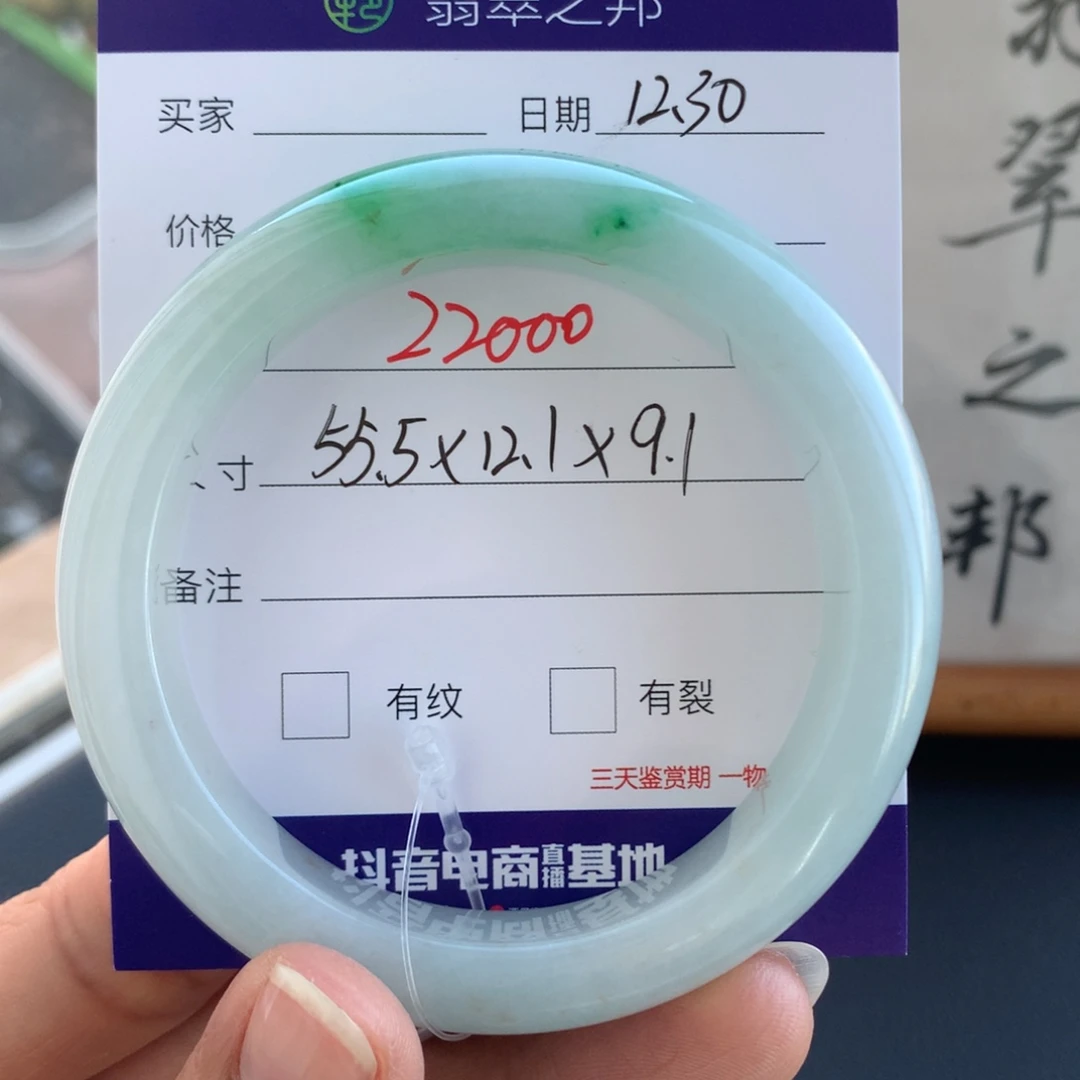 翡翠之邦
买家 日期 12.30
价格
22000
寸 55.5x12.1x9.1
备注
有纹 有裂
三天鉴赏期 一物
抖音电商直播基地
翠
之
邦